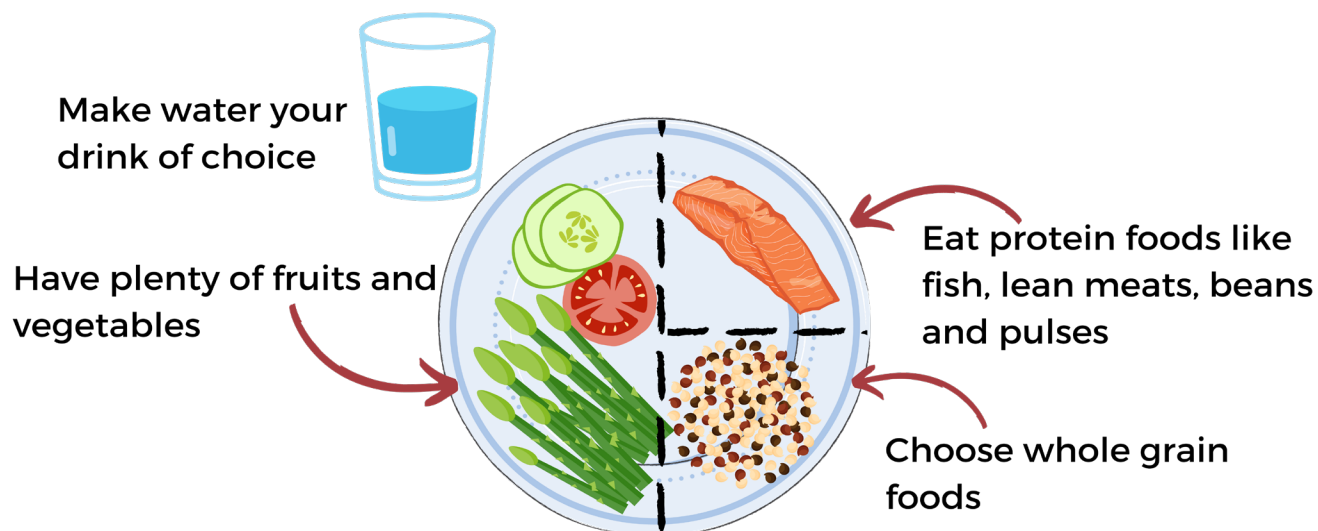 Make water your
drink of choice
Have plenty of fruits and
vegetables
Eat protein foods like
fish, lean meats, beans
and pulses
Choose whole grain
foods